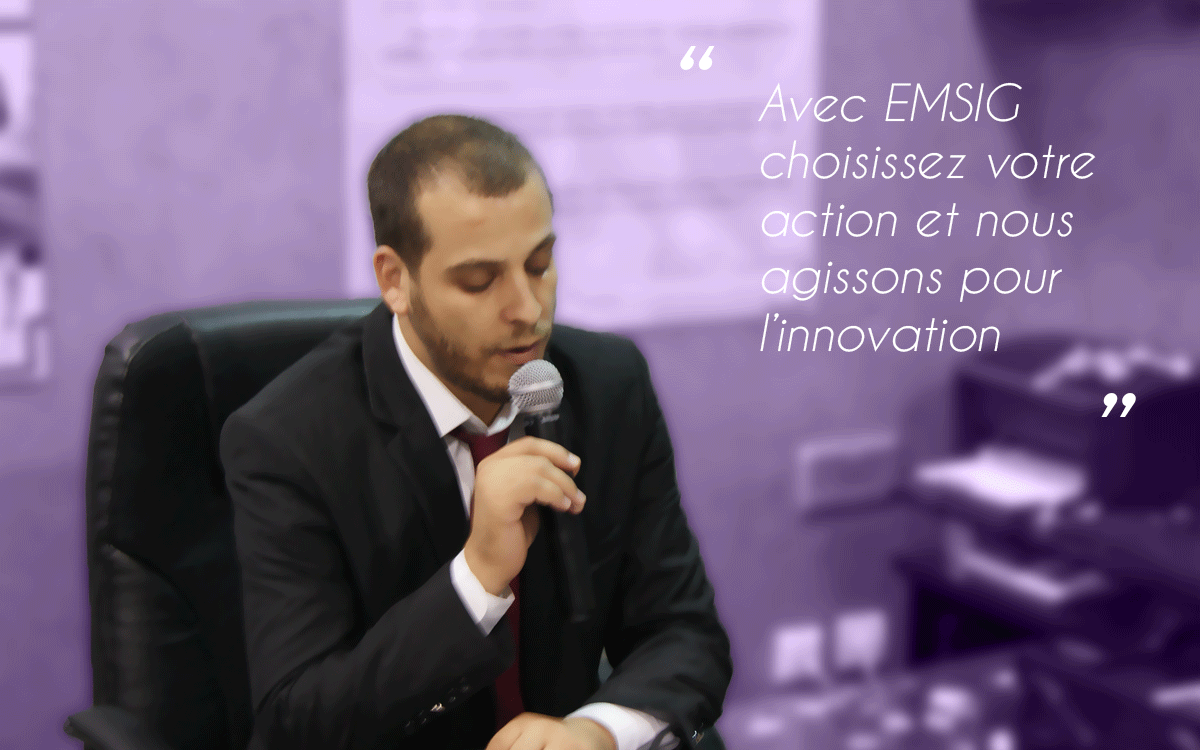 “
Avec EMSIG
choisissez votre
action et nous
agissons pour
l’innovation
”